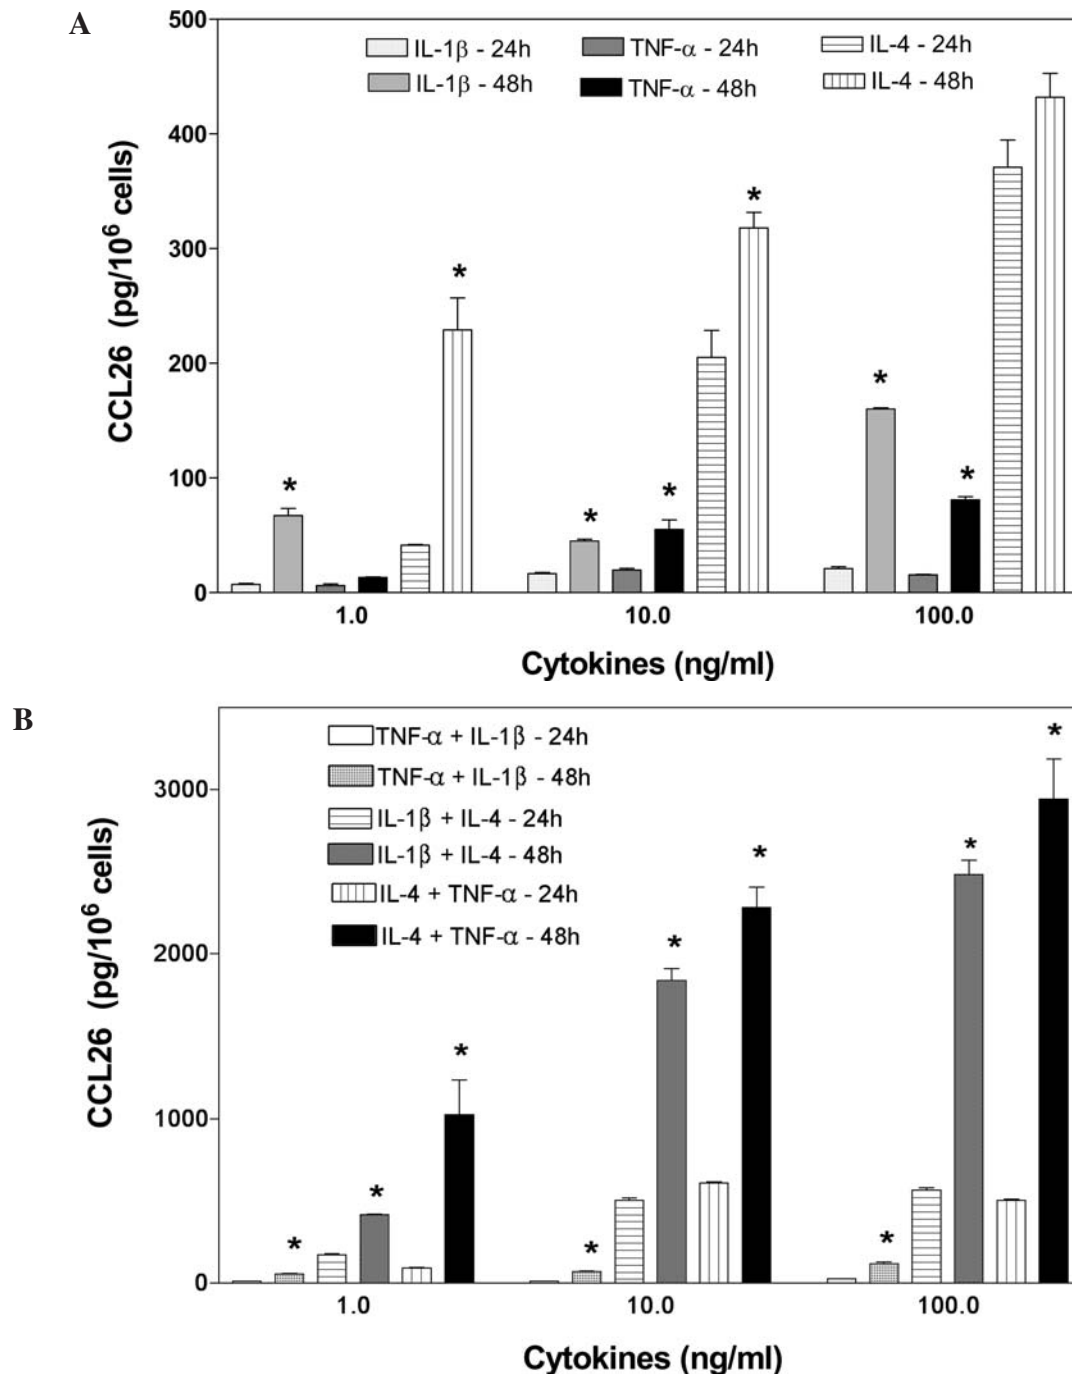 A
500
IL-1β - 24h
TNF-α - 24h
IL-4 - 24h
IL-1β - 48h
TNF-α - 48h
IL-4 - 48h
400
300
200
100
0
CCL26 (pg/10⁶ cells)
*
*
*
*
*
*
*
1.0
10.0
100.0
Cytokines (ng/ml)
B
TNF-α + IL-1β - 24h
TNF-α + IL-1β - 48h
IL-1β + IL-4 - 24h
IL-1β + IL-4 - 48h
IL-4 + TNF-α - 24h
IL-4 + TNF-α - 48h
3000
2000
1000
0
CCL26 (pg/10⁶ cells)
*
*
*
*
*
*
*
*
*
1.0
10.0
100.0
Cytokines (ng/ml)